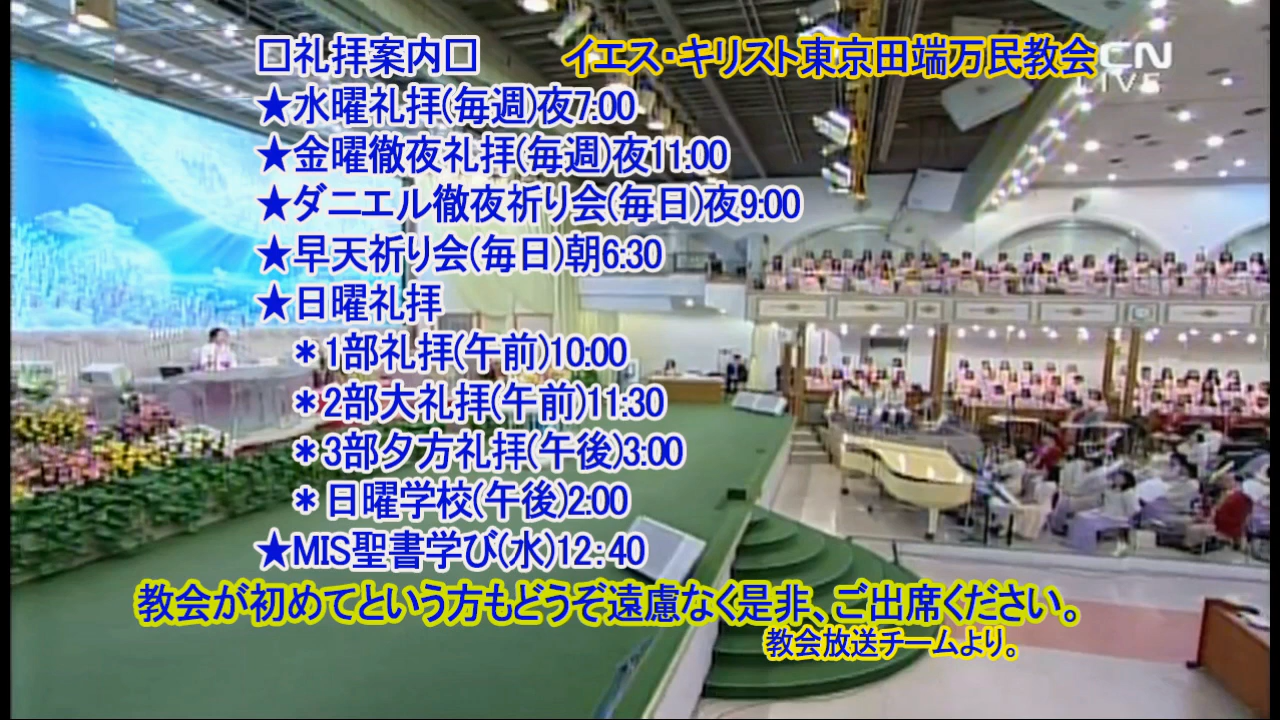 □礼拝案内□ イエス・キリスト東京田端万民教会
CN
LIVE
★水曜礼拝(毎週)夜7:00
★金曜徹夜礼拝(毎週)夜11:00
★ダニエル徹夜祈り会(毎日)夜9:00
★早天祈り会(毎日)朝6:30
★日曜礼拝
＊1部礼拝(午前)10:00
＊2部大礼拝(午前)11:30
＊3部夕方礼拝(午後)3:00
＊日曜学校(午後)2:00
★MIS聖書学び(水)12:40
教会が初めてという方もどうぞ遠慮なく是非、ご出席ください。
教会放送チームより。